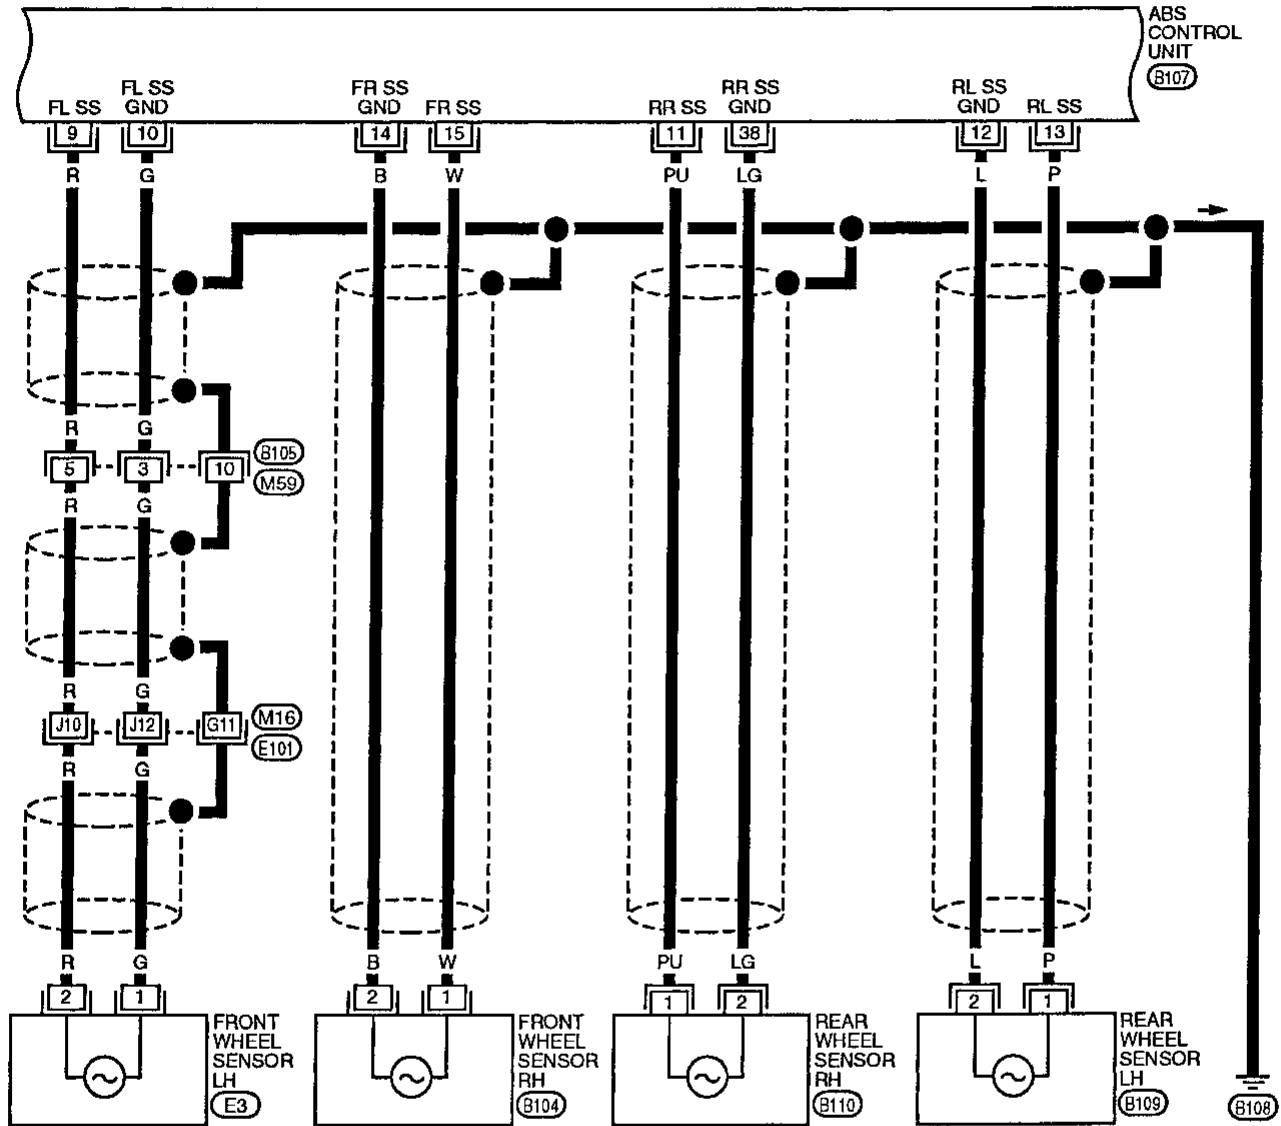 ABS
CONTROL
UNIT
B107
FL SS
FL SS
GND
FR SS
GND
FR SS
RR SS
RR SS
GND
RL SS
GND
RL SS
9 10 14 15 11 38 12 13
R G B W PU LG L P
R G
5 3 10
B105
M59
R G
R G
J10 J12 G11
M16
E101
R G
R G B W PU LG L P
2 1 2 1 1 2 2 1
FRONT
WHEEL
SENSOR
LH
E3
FRONT
WHEEL
SENSOR
RH
B104
REAR
WHEEL
SENSOR
RH
B110
REAR
WHEEL
SENSOR
LH
B109
B108